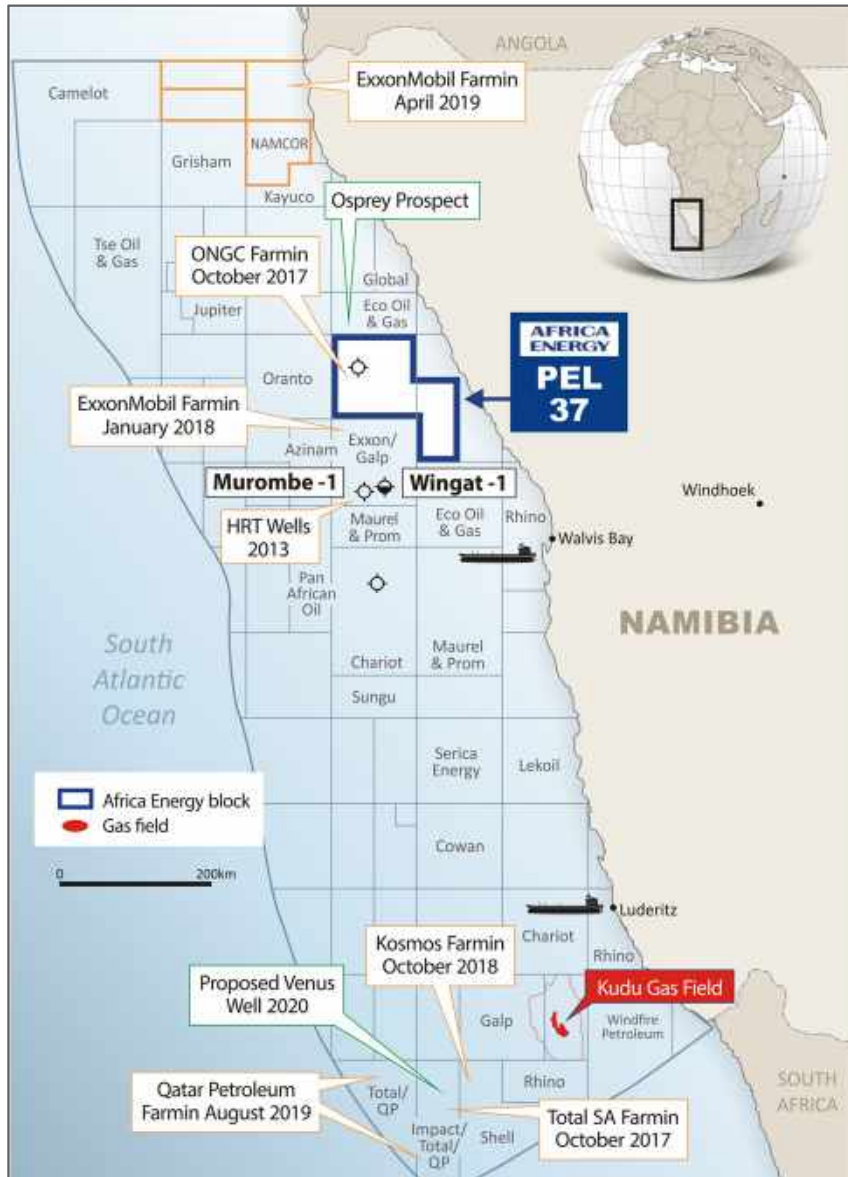 ANGOLA
ExxonMobil Farmin
April 2019
Camelot
NAMCOR
Grisham
Kayuco
Osprey Prospect
Tse Oil
& Gas
ONGC Farmin
October 2017
Global
Jupiter
Eco Oil
& Gas
AFRICA
ENERGY
PEL
37
Oranto
ExxonMobil Farmin
January 2018
Azinam
Exxon/
Galp
Murombe -1
Wingat -1
Windhoek
HRT Wells
2013
Maurel
& Prom
Eco Oil
& Gas
Rhino
Walvis Bay
Pan
African
Oil
NAMIBIA
South
Atlantic
Ocean
Chariot
Maurel
& Prom
Sungu
Serica
Energy
Lekoil
Africa Energy block
Gas field
0
200km
Cowan
Luderitz
Chariot
Kosmos Farmin
October 2018
Rhino
Proposed Venus
Well 2020
Kudu Gas Field
Galp
Windfire
Petroleum
Qatar Petroleum
Farmin August 2019
Total/
QP
Rhino
SOUTH
AFRICA
Impact/
Total/
QP
Shell
Total SA Farmin
October 2017